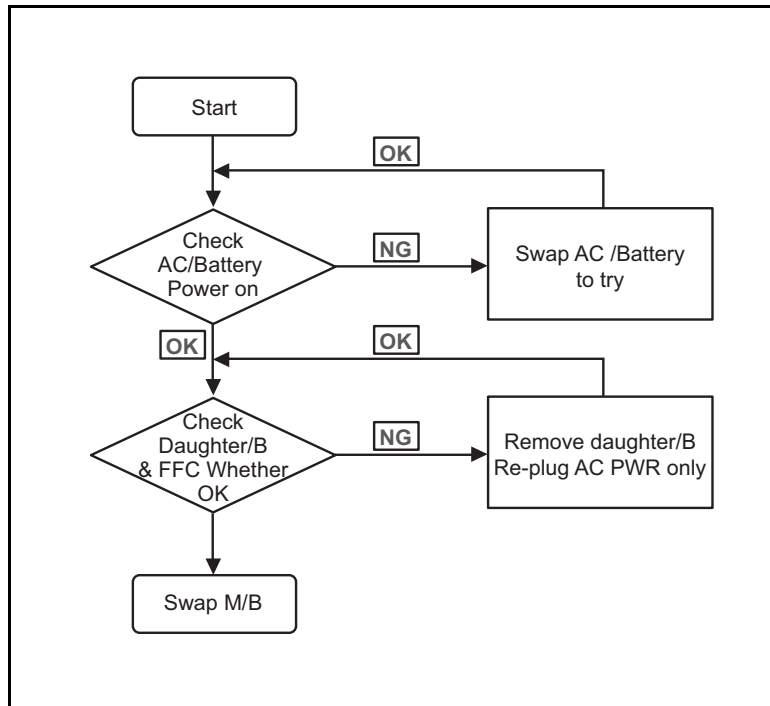 Start
OK
Check
AC/Battery
Power on
NG
Swap AC /Battery
to try
OK
OK
Check
Daughter/B
& FFC Whether
OK
NG
Remove daughter/B
Re-plug AC PWR only
Swap M/B